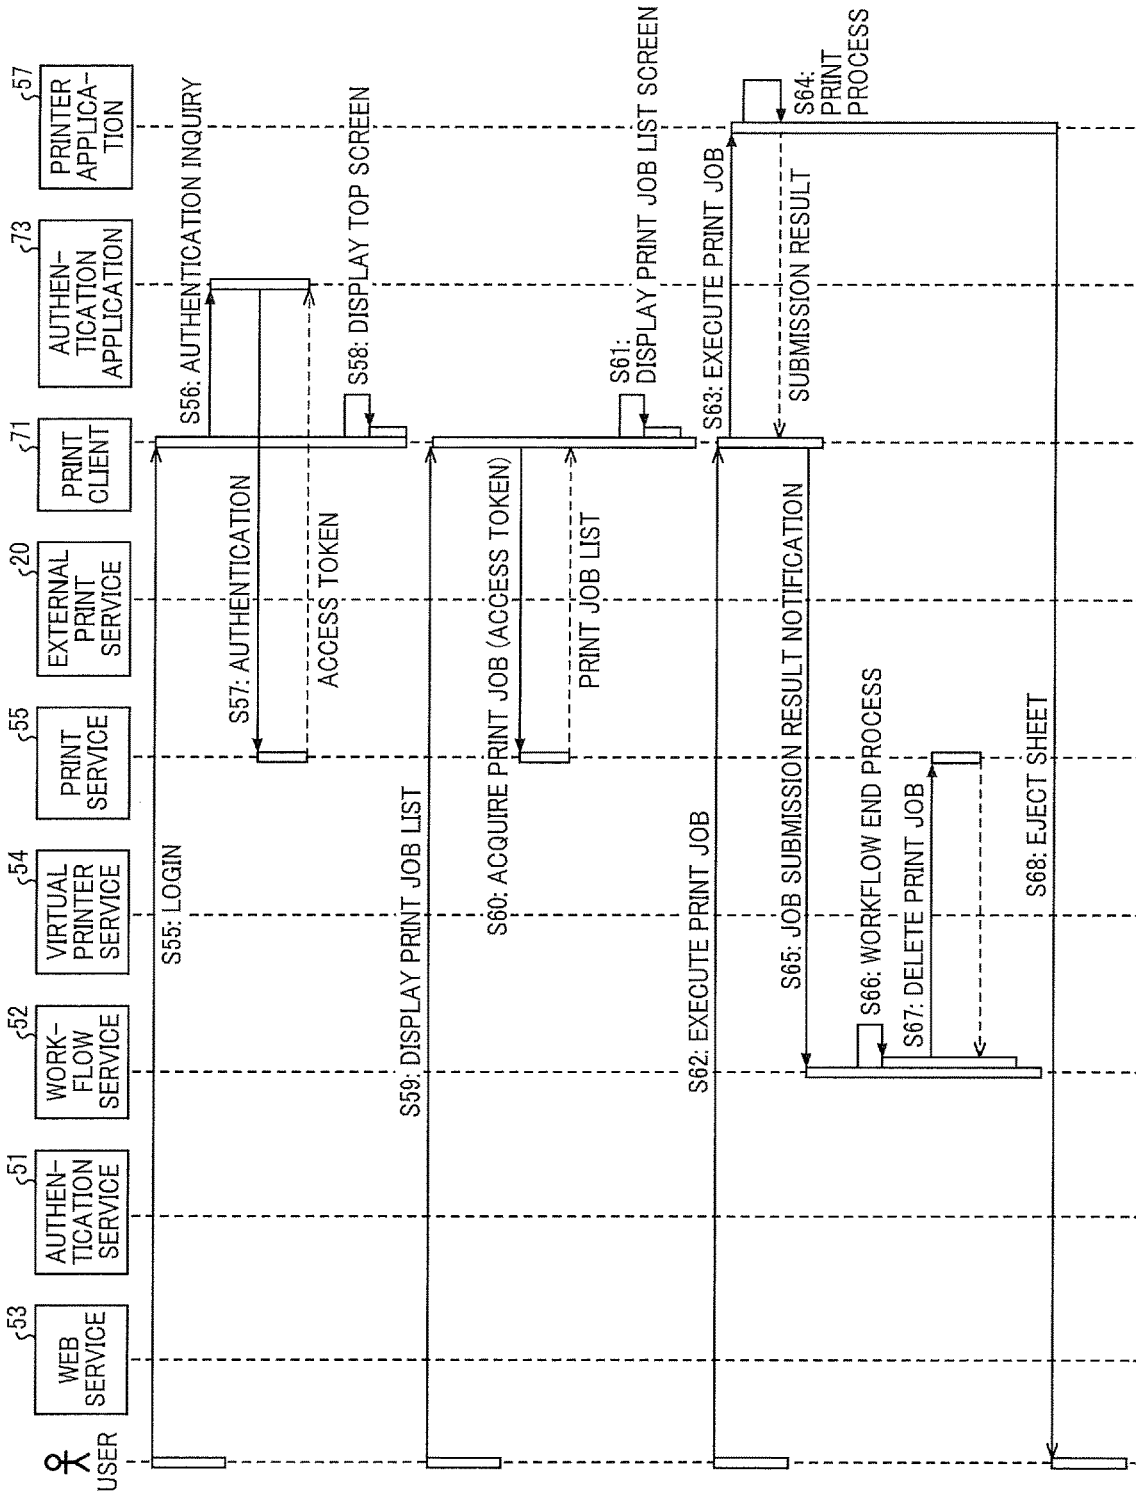 USER
53
WEB
SERVICE
51
AUTHEN-
TICATION
SERVICE
52
WORK-
FLOW
SERVICE
54
VIRTUAL
PRINTER
SERVICE
55
PRINT
SERVICE
20
EXTERNAL
PRINT
SERVICE
71
PRINT
CLIENT
73
AUTHEN-
TICATION
APPLICATION
57
PRINTER
APPLICA-
TION
S55: LOGIN
S56: AUTHENTICATION INQUIRY
S57: AUTHENTICATION
ACCESS TOKEN
S58: DISPLAY TOP SCREEN
S59: DISPLAY PRINT JOB LIST
S60: ACQUIRE PRINT JOB (ACCESS TOKEN)
PRINT JOB LIST
S61:
DISPLAY PRINT JOB LIST SCREEN
S62: EXECUTE PRINT JOB
S63: EXECUTE PRINT JOB
S64:
PRINT
PROCESS
SUBMISSION RESULT
S65: JOB SUBMISSION RESULT NOTIFICATION
S66: WORKFLOW END PROCESS
S67: DELETE PRINT JOB
S68: EJECT SHEET